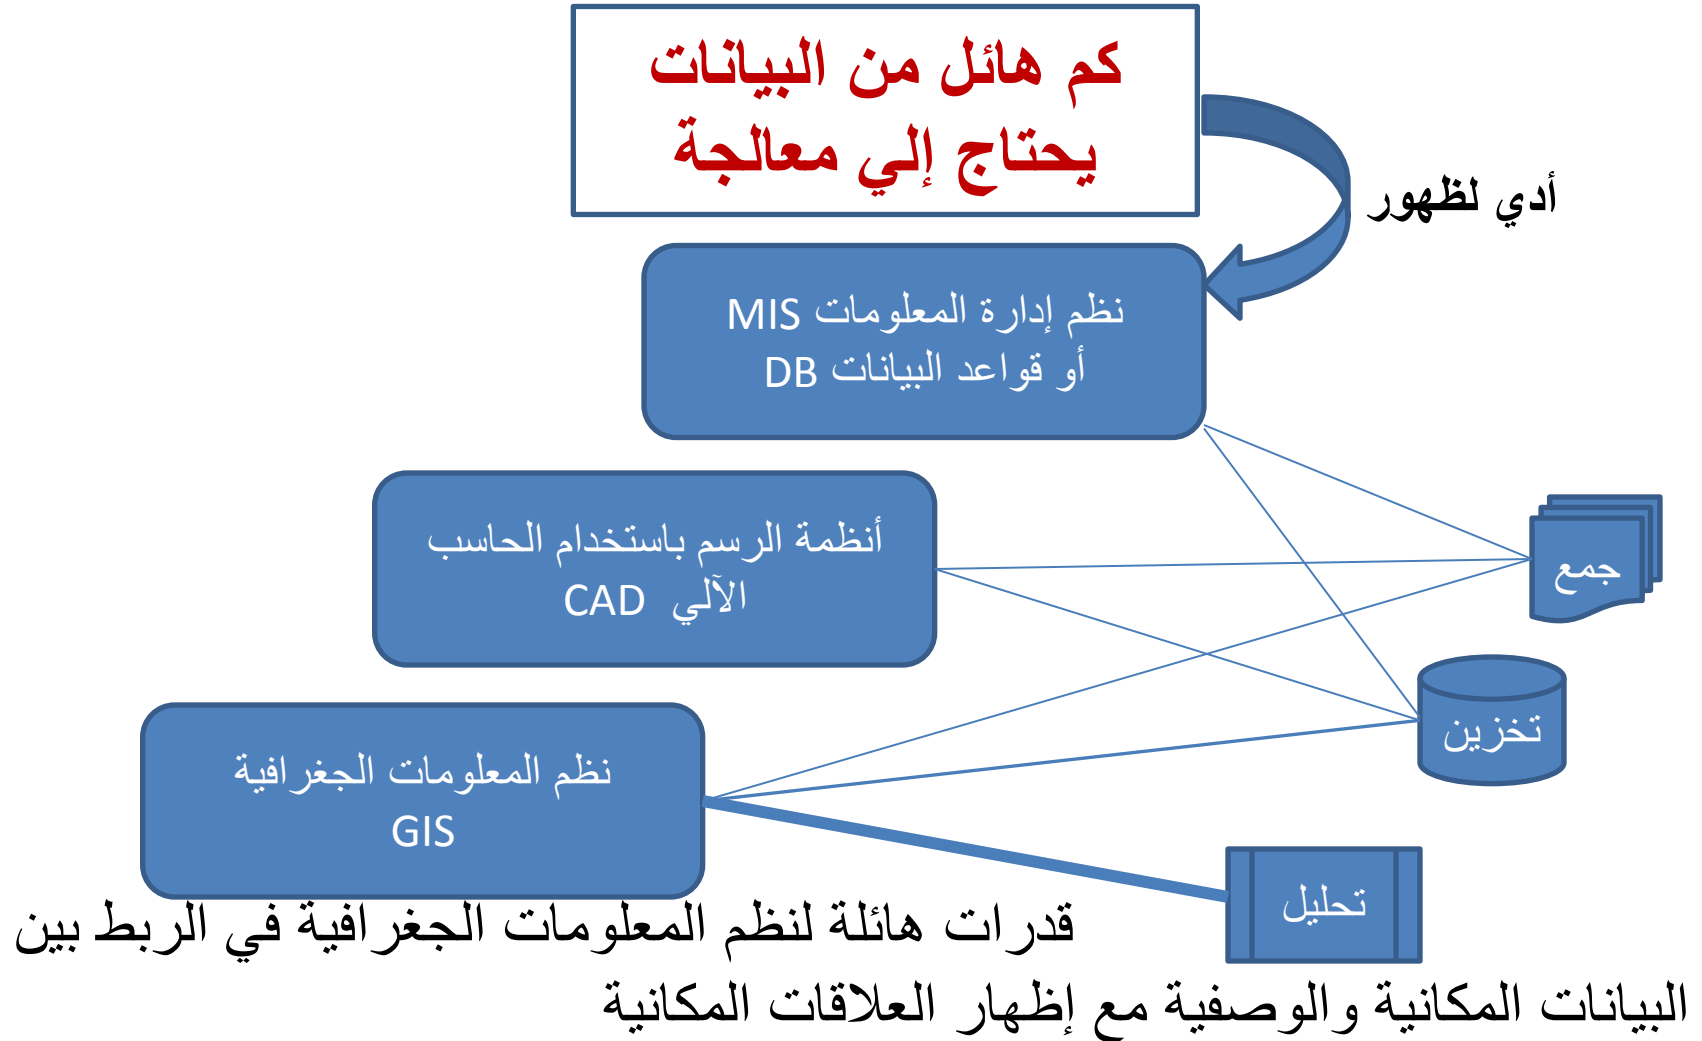 كم هائل من البيانات
يحتاج إلي معالجة
أدي لظهور
نظم إدارة المعلومات MIS
أو قواعد البيانات DB
أنظمة الرسم باستخدام الحاسب
الآلي CAD
جمع
تخزين
نظم المعلومات الجغرافية
GIS
تحليل
قدرات هائلة لنظم المعلومات الجغرافية في الربط بين
البيانات المكانية والوصفية مع إظهار العلاقات المكانية